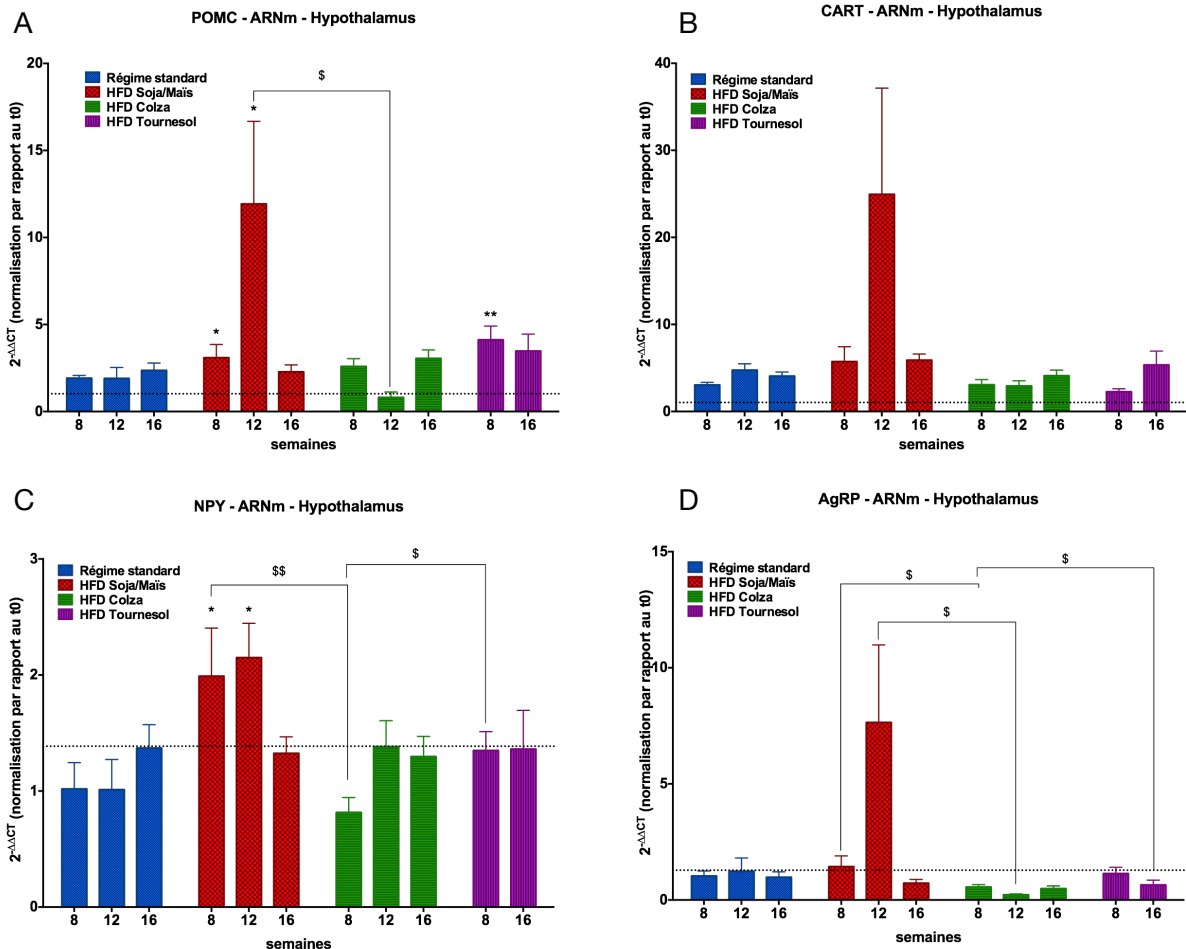 A
POMC - ARNm - Hypothalamus
2-ΔΔCT (normalisation par rapport au t0)
20
15
10
5
0
Régime standard
HFD Soja/Maïs
HFD Colza
HFD Tournesol
$
*
*
**
8 12 16 8 12 16 8 12 16 8 16
semaines
B
CART - ARNm - Hypothalamus
2-ΔΔCT (normalisation par rapport au t0)
40
30
20
10
0
Régime standard
HFD Soja/Maïs
HFD Colza
HFD Tournesol
8 12 16 8 12 16 8 12 16 8 16
semaines
C
NPY - ARNm - Hypothalamus
2-ΔΔCT (normalisation par rapport au t0)
3
2
1
0
Régime standard
HFD Soja/Maïs
HFD Colza
HFD Tournesol
$$
$
* *
8 12 16 8 12 16 8 12 16 8 16
semaines
D
AgRP - ARNm - Hypothalamus
2-ΔΔCT (normalisation par rapport au t0)
15
10
5
0
Régime standard
HFD Soja/Maïs
HFD Colza
HFD Tournesol
$
$
$
8 12 16 8 12 16 8 12 16 8 16
semaines